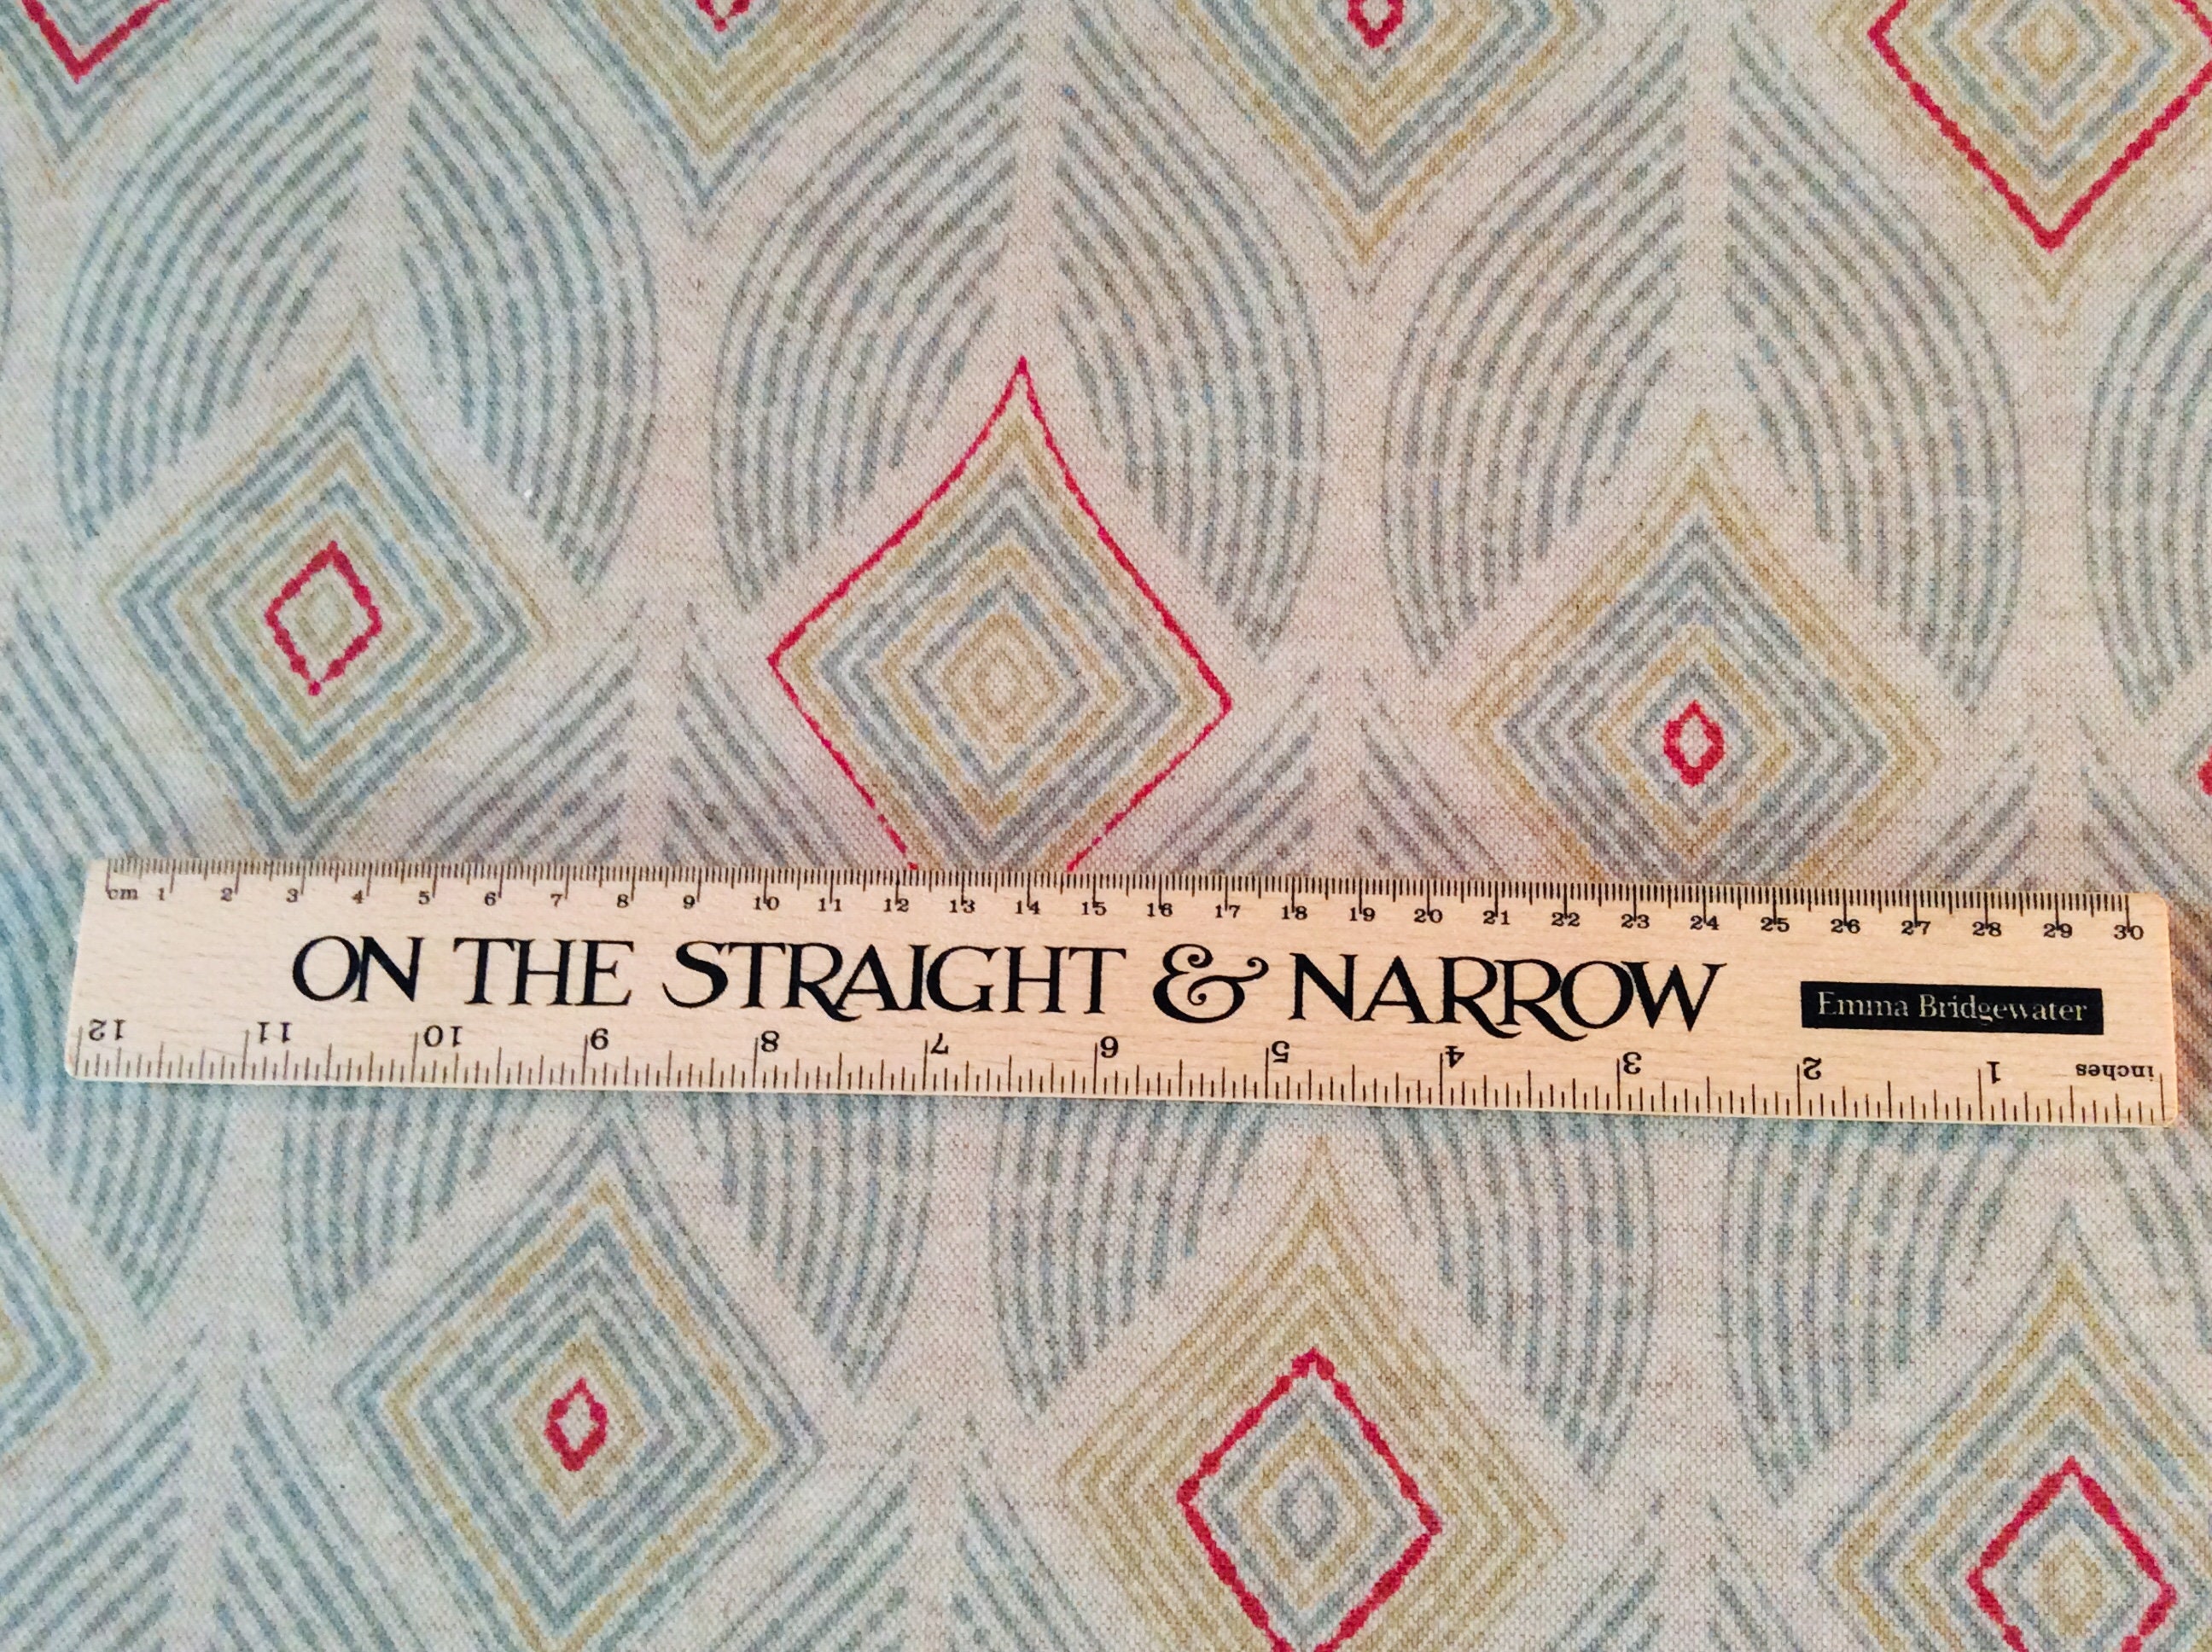 cm 1 2 3 4 5 6 7 8 9 10 11 12 13 14 15 16 17 18 19 20 21 22 23 24 25 26 27 28 29 30
ON THE STRAIGHT & NARROW
Emma Bridgewater
12 11 10 9 8 7 6 5 4 3 2 1 inches